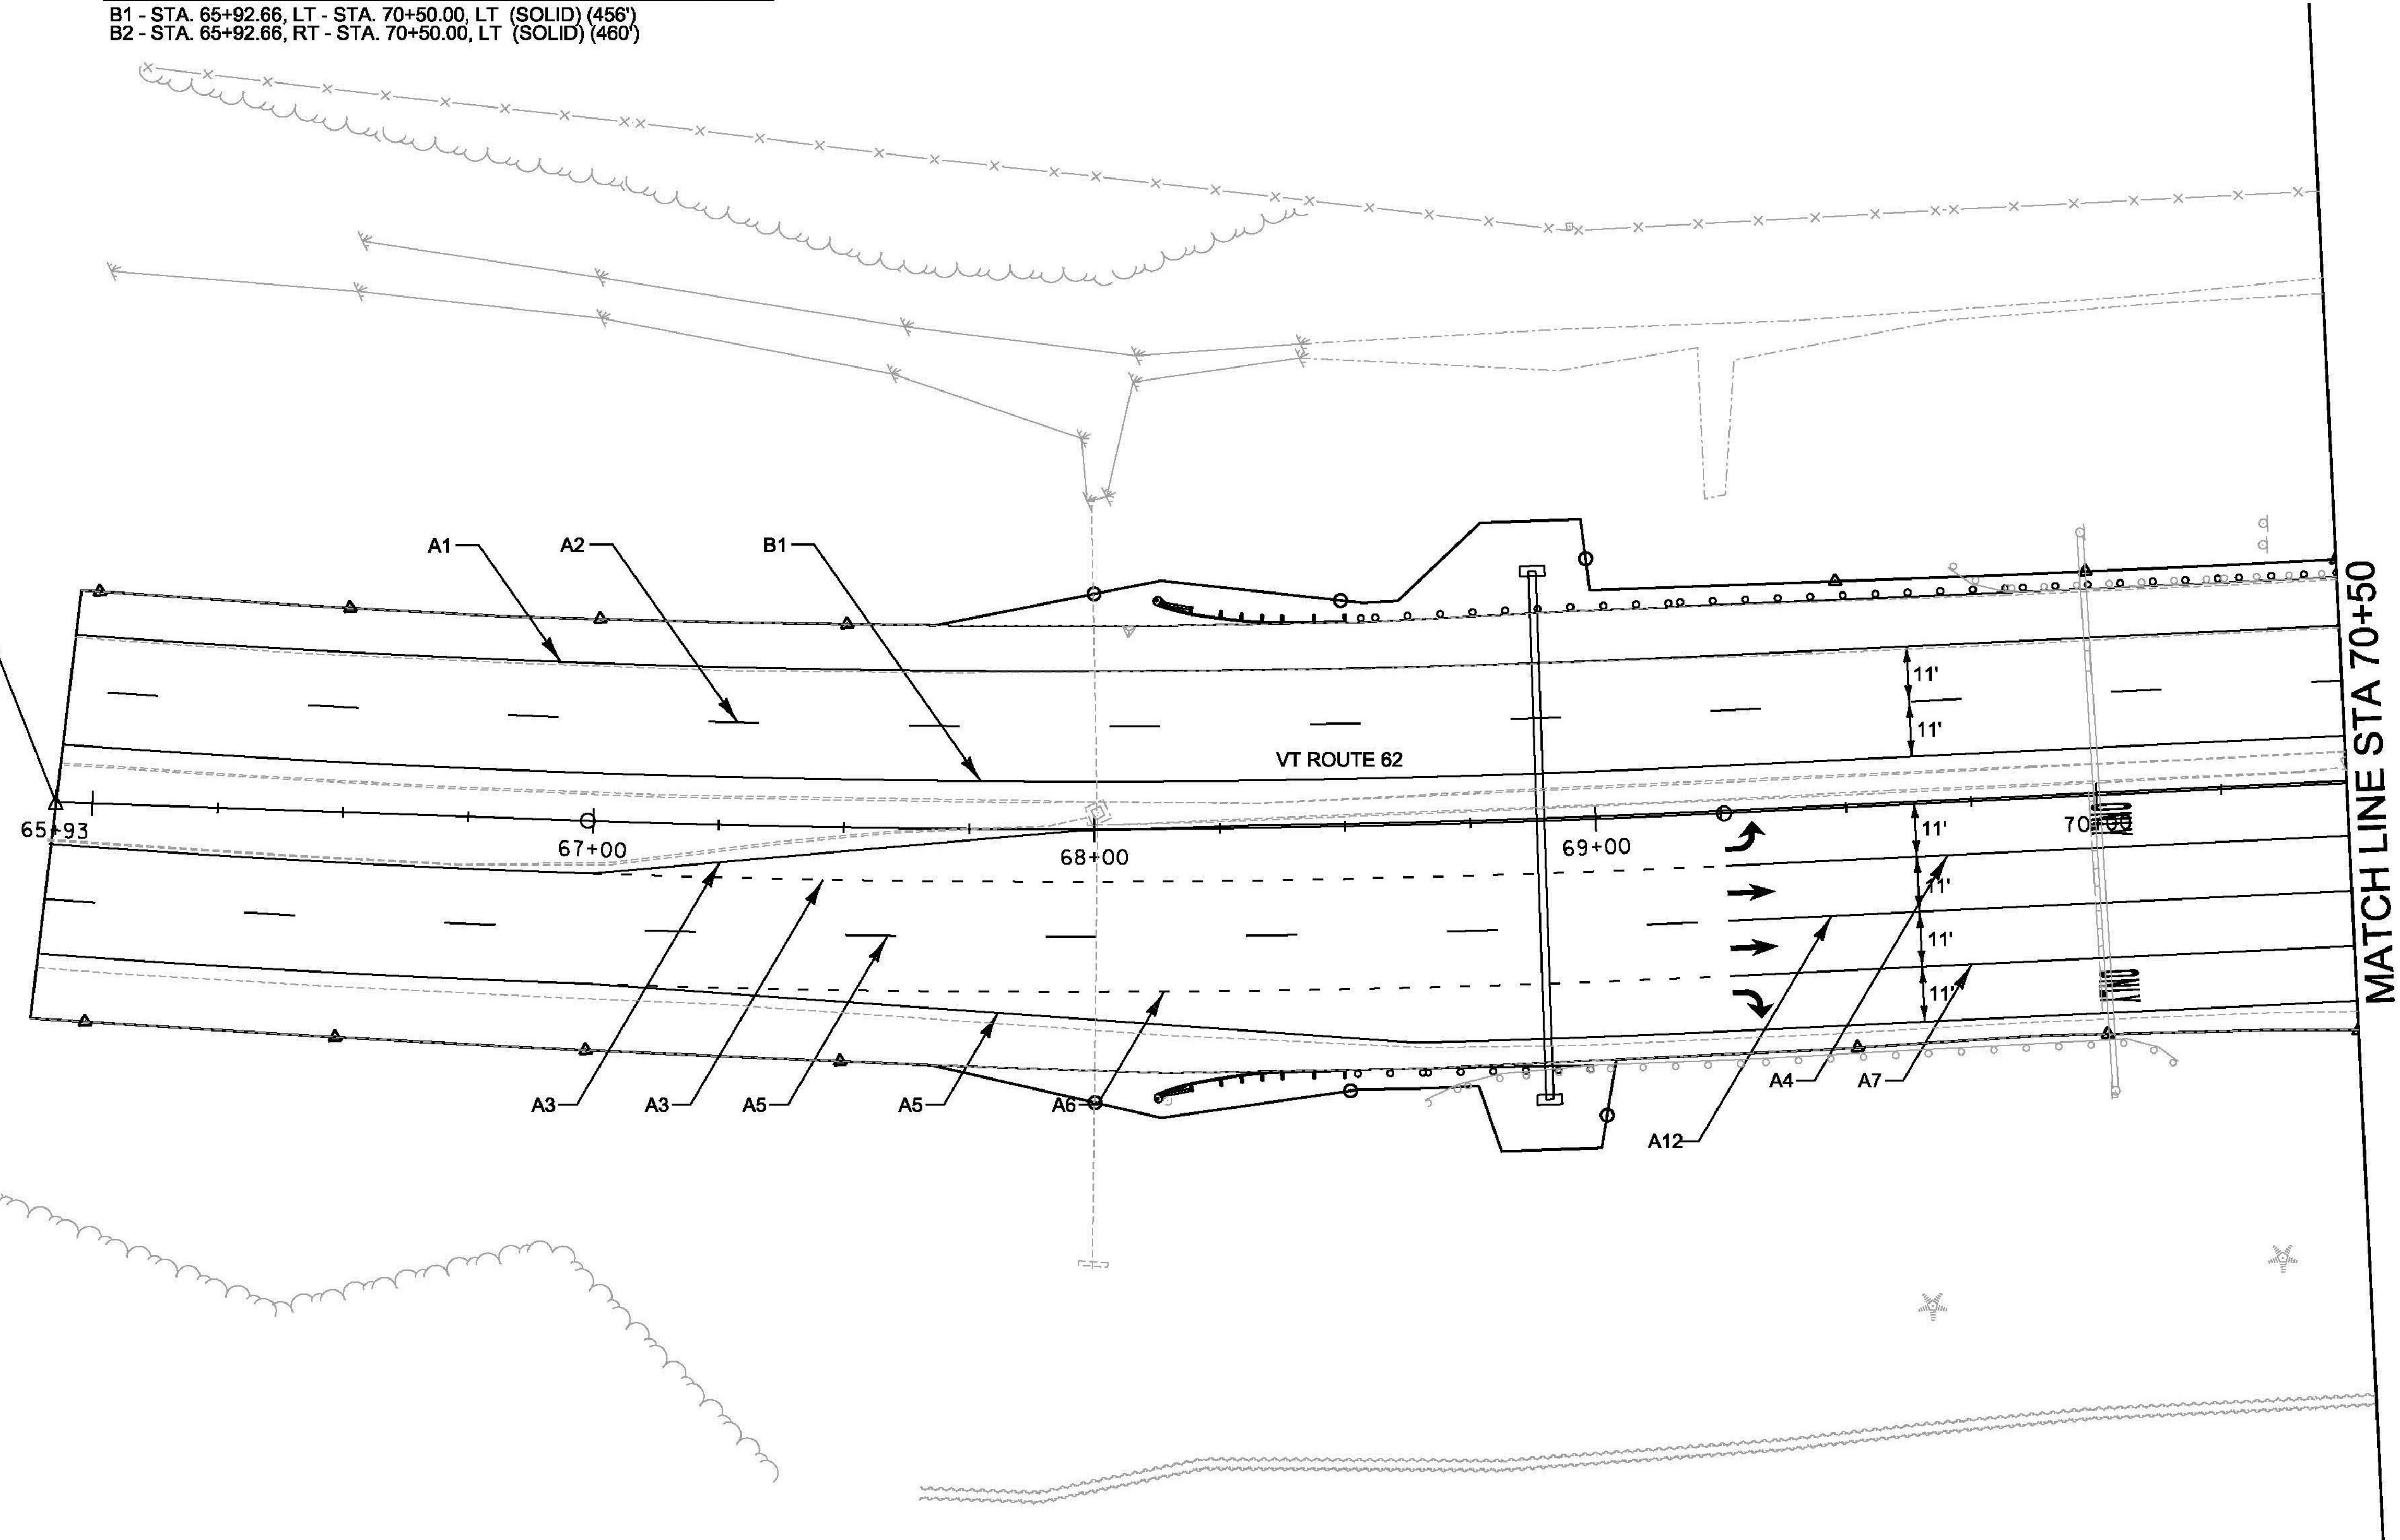 B1 - STA. 65+92.66, LT - STA. 70+50.00, LT (SOLID) (456')
B2 - STA. 65+92.66, RT - STA. 70+50.00, LT (SOLID) (460')
A1
A2
B1
VT ROUTE 62
11'
11'
65+93
67+00
68+00
69+00
70+00
11'
11'
11'
11'
A3
A3
A5
A5
A6
A12
A4
A7
MATCH LINE STA 70+50